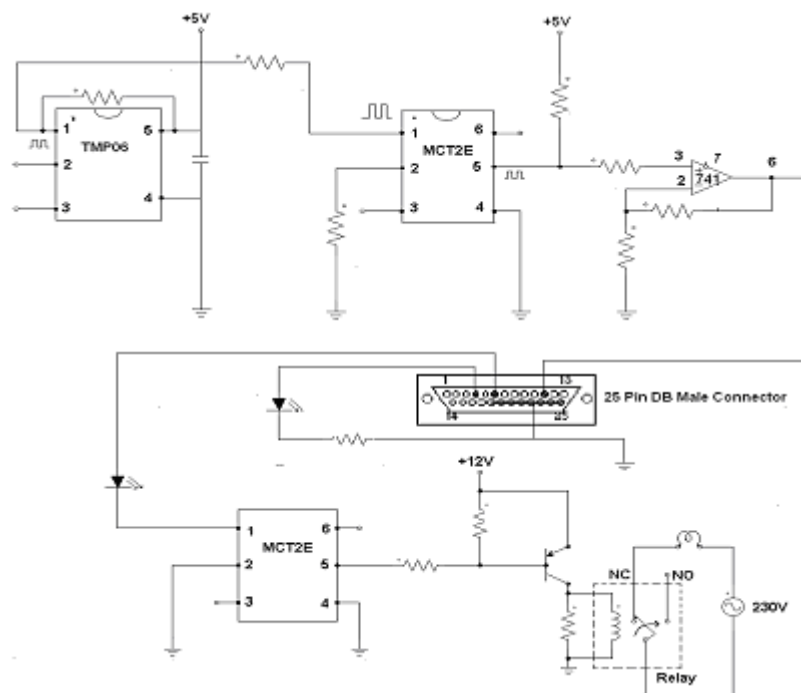 +5V
+5V
1 5
TMP06
2
3 4
1 6
MCT2E
2 5
3 4
3 7 6
741
2
1 13
25 Pin DB Male Connector
14 25
+12V
1 6
MCT2E
2 5
3 4
NC NO
230V
Relay